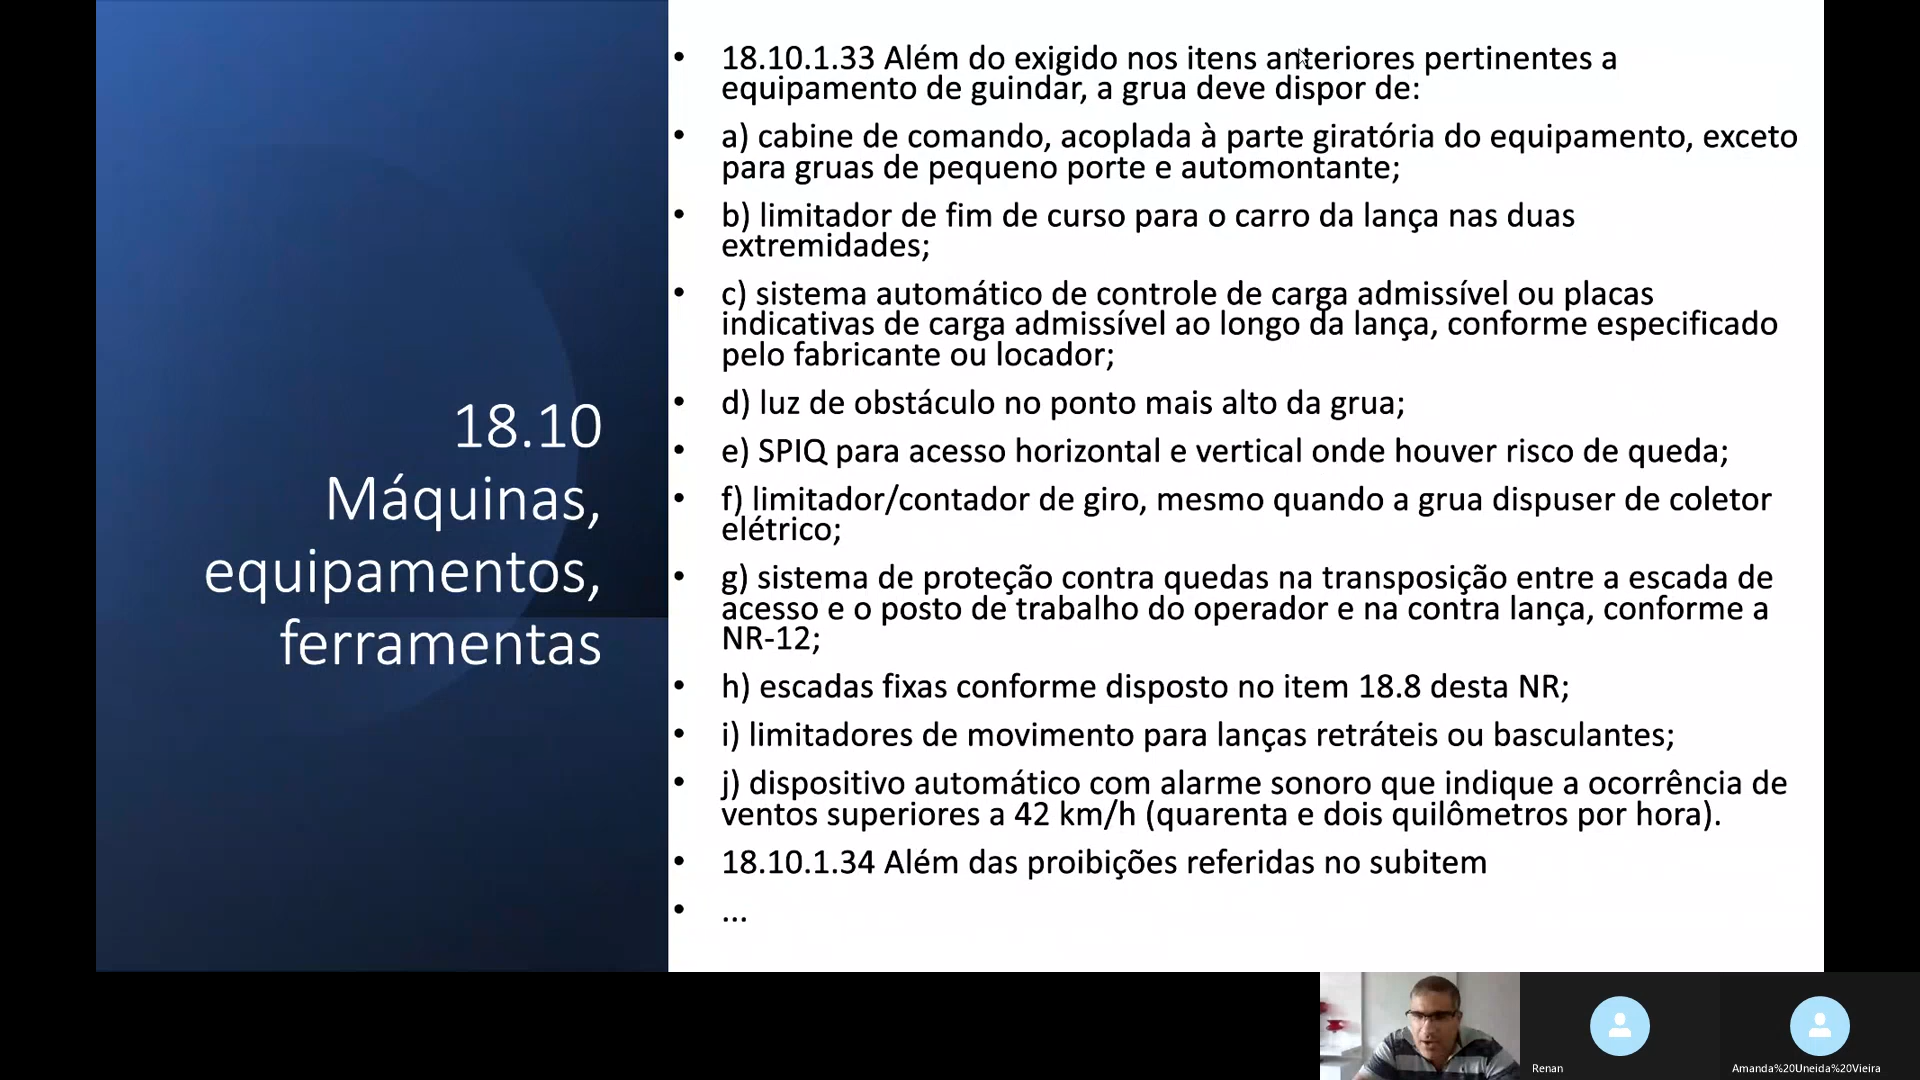 18.10
Máquinas,
equipamentos,
ferramentas
• 18.10.1.33 Além do exigido nos itens anteriores pertinentes a
equipamento de guindar, a grua deve dispor de:
• a) cabine de comando, acoplada à parte giratória do equipamento, exceto
para gruas de pequeno porte e automontante;
• b) limitador de fim de curso para o carro da lança nas duas
extremidades;
• c) sistema automático de controle de carga admissível ou placas
indicativas de carga admissível ao longo da lança, conforme especificado
pelo fabricante ou locador;
• d) luz de obstáculo no ponto mais alto da grua;
• e) SPIQ para acesso horizontal e vertical onde houver risco de queda;
• f) limitador/contador de giro, mesmo quando a grua dispuser de coletor
elétrico;
• g) sistema de proteção contra quedas na transposição entre a escada de
acesso e o posto de trabalho do operador e na contra lança, conforme a
NR-12;
• h) escadas fixas conforme disposto no item 18.8 desta NR;
• i) limitadores de movimento para lanças retráteis ou basculantes;
• j) dispositivo automático com alarme sonoro que indique a ocorrência de
ventos superiores a 42 km/h (quarenta e dois quilômetros por hora).
• 18.10.1.34 Além das proibições referidas no subitem
• ...
Renan
Amanda%20Uneida%20Vieira